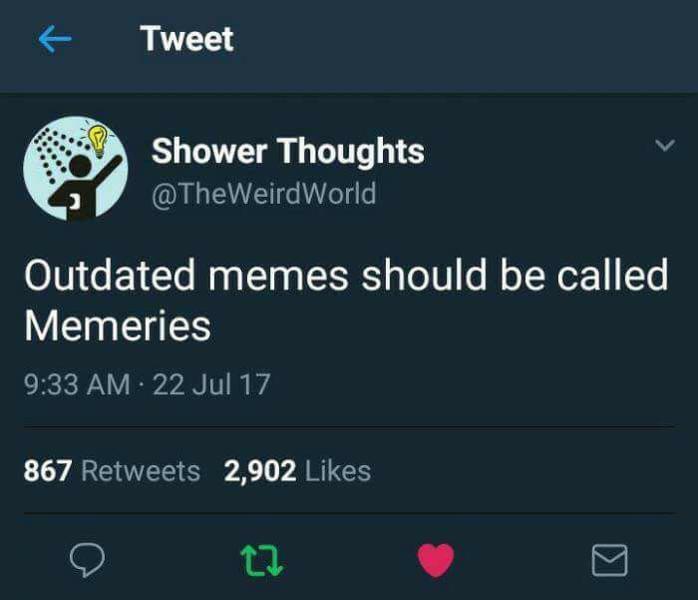 Tweet
Shower Thoughts
@TheWeirdWorld
Outdated memes should be called
Memeries
9:33 AM · 22 Jul 17
867 Retweets 2,902 Likes